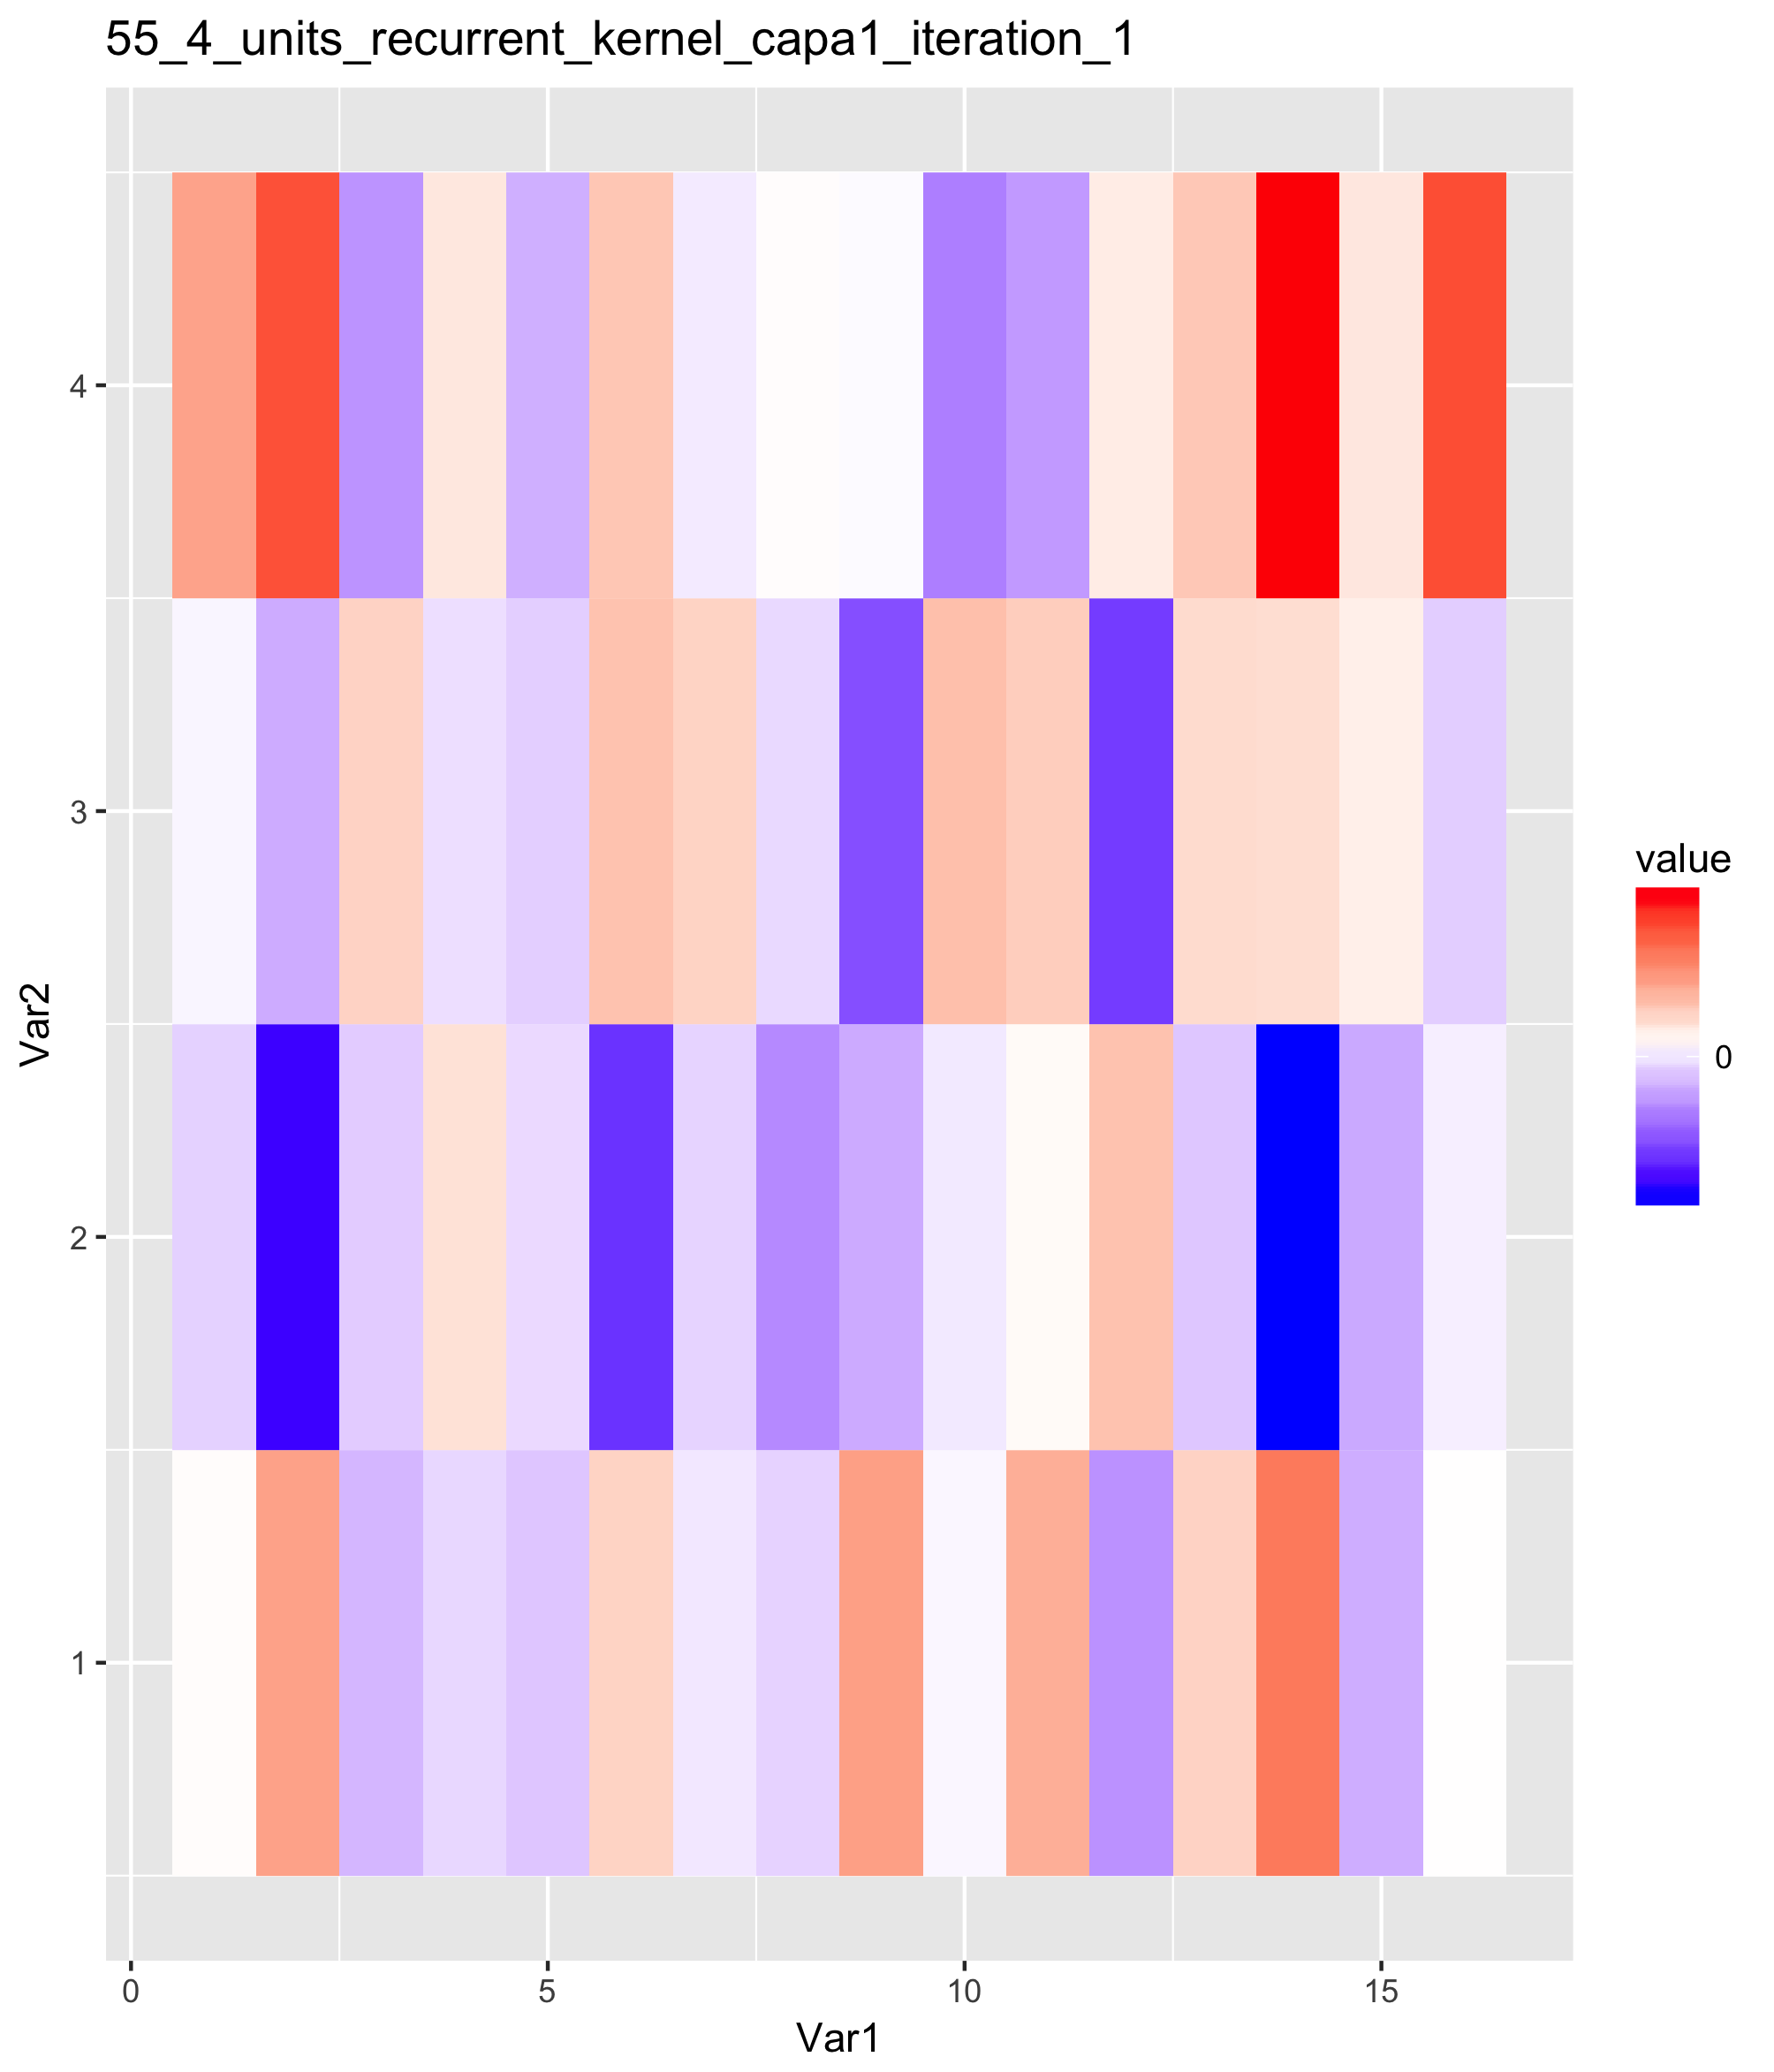 55_4_units_recurrent_kernel_capa1_iteration_1
4
3
2
1
Var2
0
5
10
15
Var1
value
0